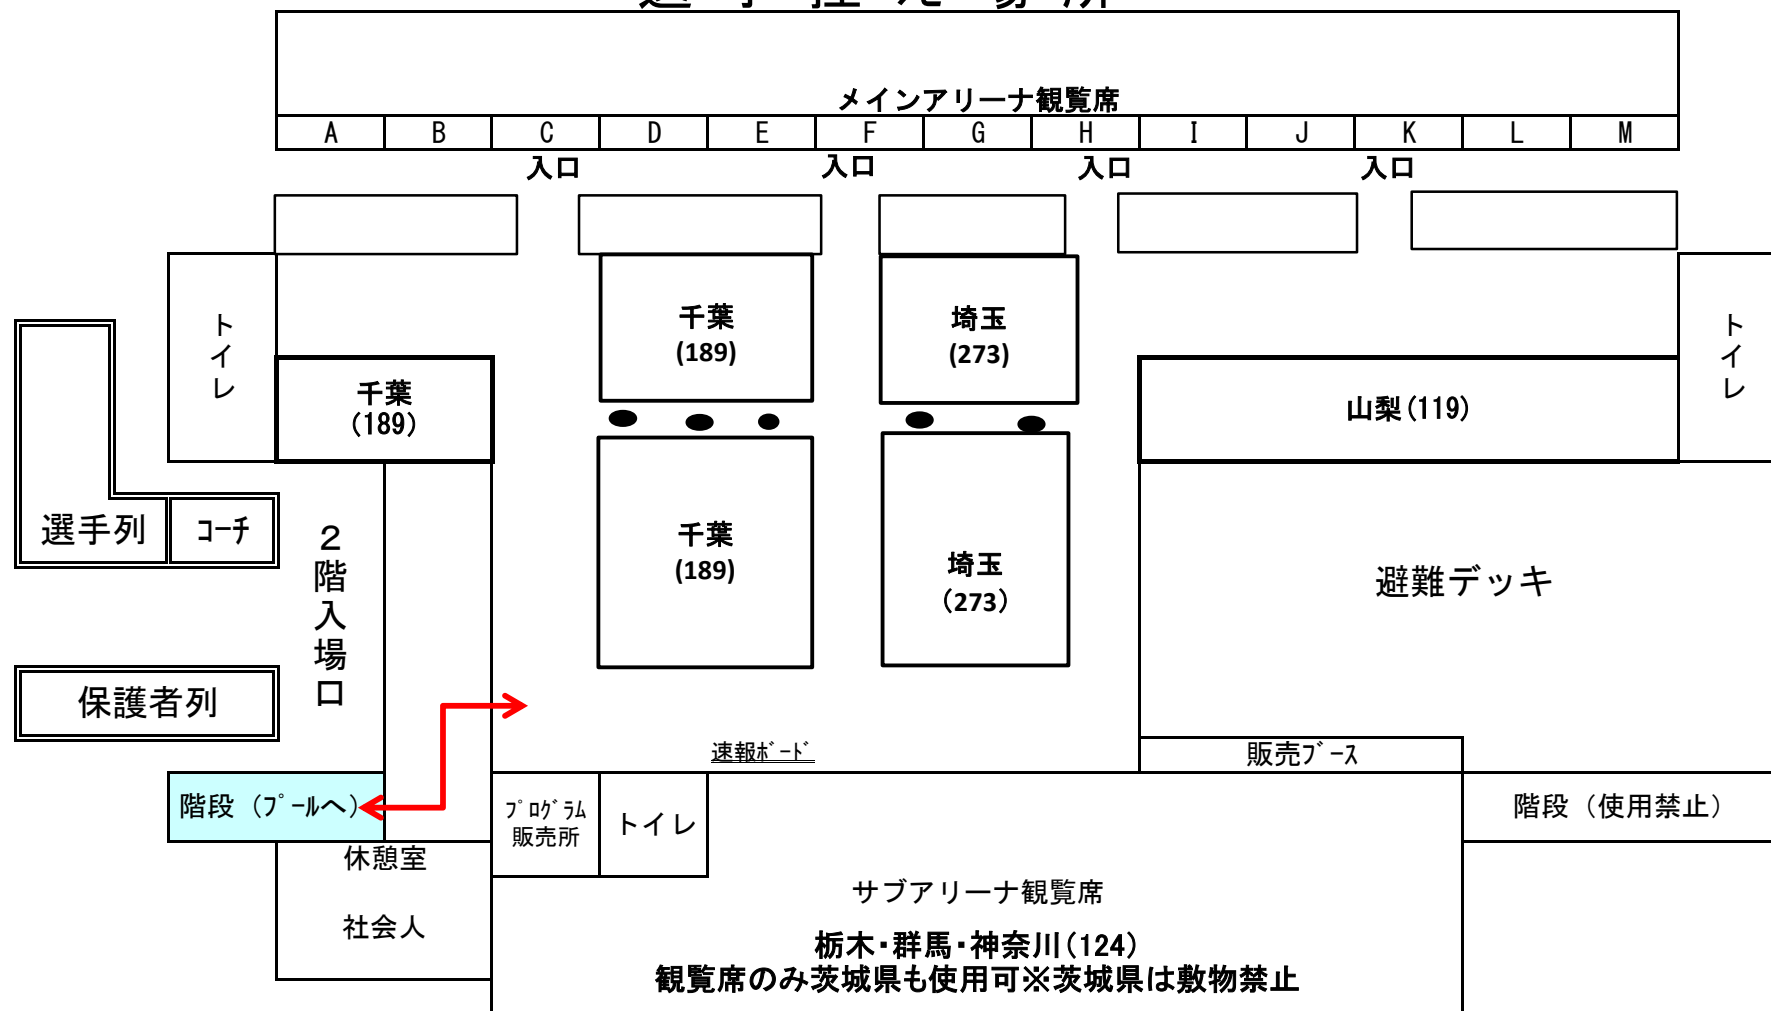 メインアリーナ観覧席
A B C D E F G H I J K L M
入口 入口 入口 入口
トイレ
千葉
(189)
埼玉
(273)
トイレ
千葉
(189)
山梨(119)
選手列
コーチ
2階入場口
千葉
(189)
埼玉
(273)
避難デッキ
保護者列
速報ﾎﾞｰﾄﾞ
販売ﾌﾞｰｽ
階段（ﾌﾟｰﾙへ）
ﾌﾟﾛｸﾞﾗﾑ
販売所
トイレ
階段（使用禁止）
休憩室
社会人
サブアリーナ観覧席
栃木・群馬・神奈川(124)
観覧席のみ茨城県も使用可※茨城県は敷物禁止